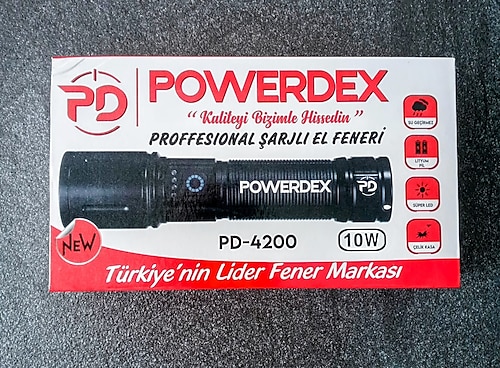 PD
POWERDEX
“Kaliteyi Bizimle Hissedin”
PROFFESIONAL ŞARJLI EL FENERİ
SU GEÇİRMEZ
LİTYUM
PİL
SÜPER LED
ÇELİK KASA
POWERDEX
PD
NEW
PD-4200
10W
Türkiye'nin Lider Fener Markası